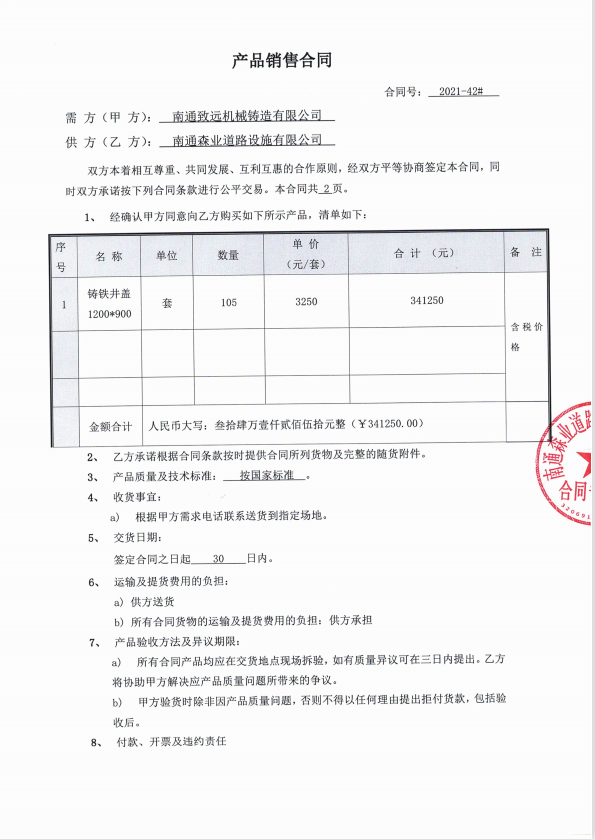 产品销售合同
合同号： 2021-42#
需 方（甲 方）： 南通致远机械铸造有限公司
供 方（乙 方）： 南通森业道路设施有限公司
双方本着相互尊重、共同发展、互利互惠的合作原则，经双方平等协商签定本合同，同
时双方承诺按下列合同条款进行公平交易。本合同共 2 页。
1、 经确认甲方同意向乙方购买如下所示产品，清单如下：
序号 名 称 单位 数量 单 价（元/套） 合 计 （元） 备 注
1 铸铁井盖 1200*900 套 105 3250 341250 含税价格
金额合计 人民币大写：叁拾肆万壹仟贰佰伍拾元整（￥341250.00）
2、 乙方承诺根据合同条款按时提供合同所列货物及完整的随货附件。
3、 产品质量及技术标准： 按国家标准 。
4、 收货事宜：
a) 根据甲方需求电话联系送货到指定场地。
5、 交货日期：
签定合同之日起 30 日内。
6、 运输及提货费用的负担：
a) 供方送货
b) 所有合同货物的运输及提货费用的负担：供方承担
7、 产品验收方法及异议期限：
a) 所有合同产品均应在交货地点现场拆验，如有质量异议可在三日内提出。乙方
将协助甲方解决应产品质量问题所带来的争议。
b) 甲方验货时除非因产品质量问题，否则不得以任何理由提出拒付货款，包括验
收后。
8、 付款、开票及违约责任
南通森业道
合同
320691